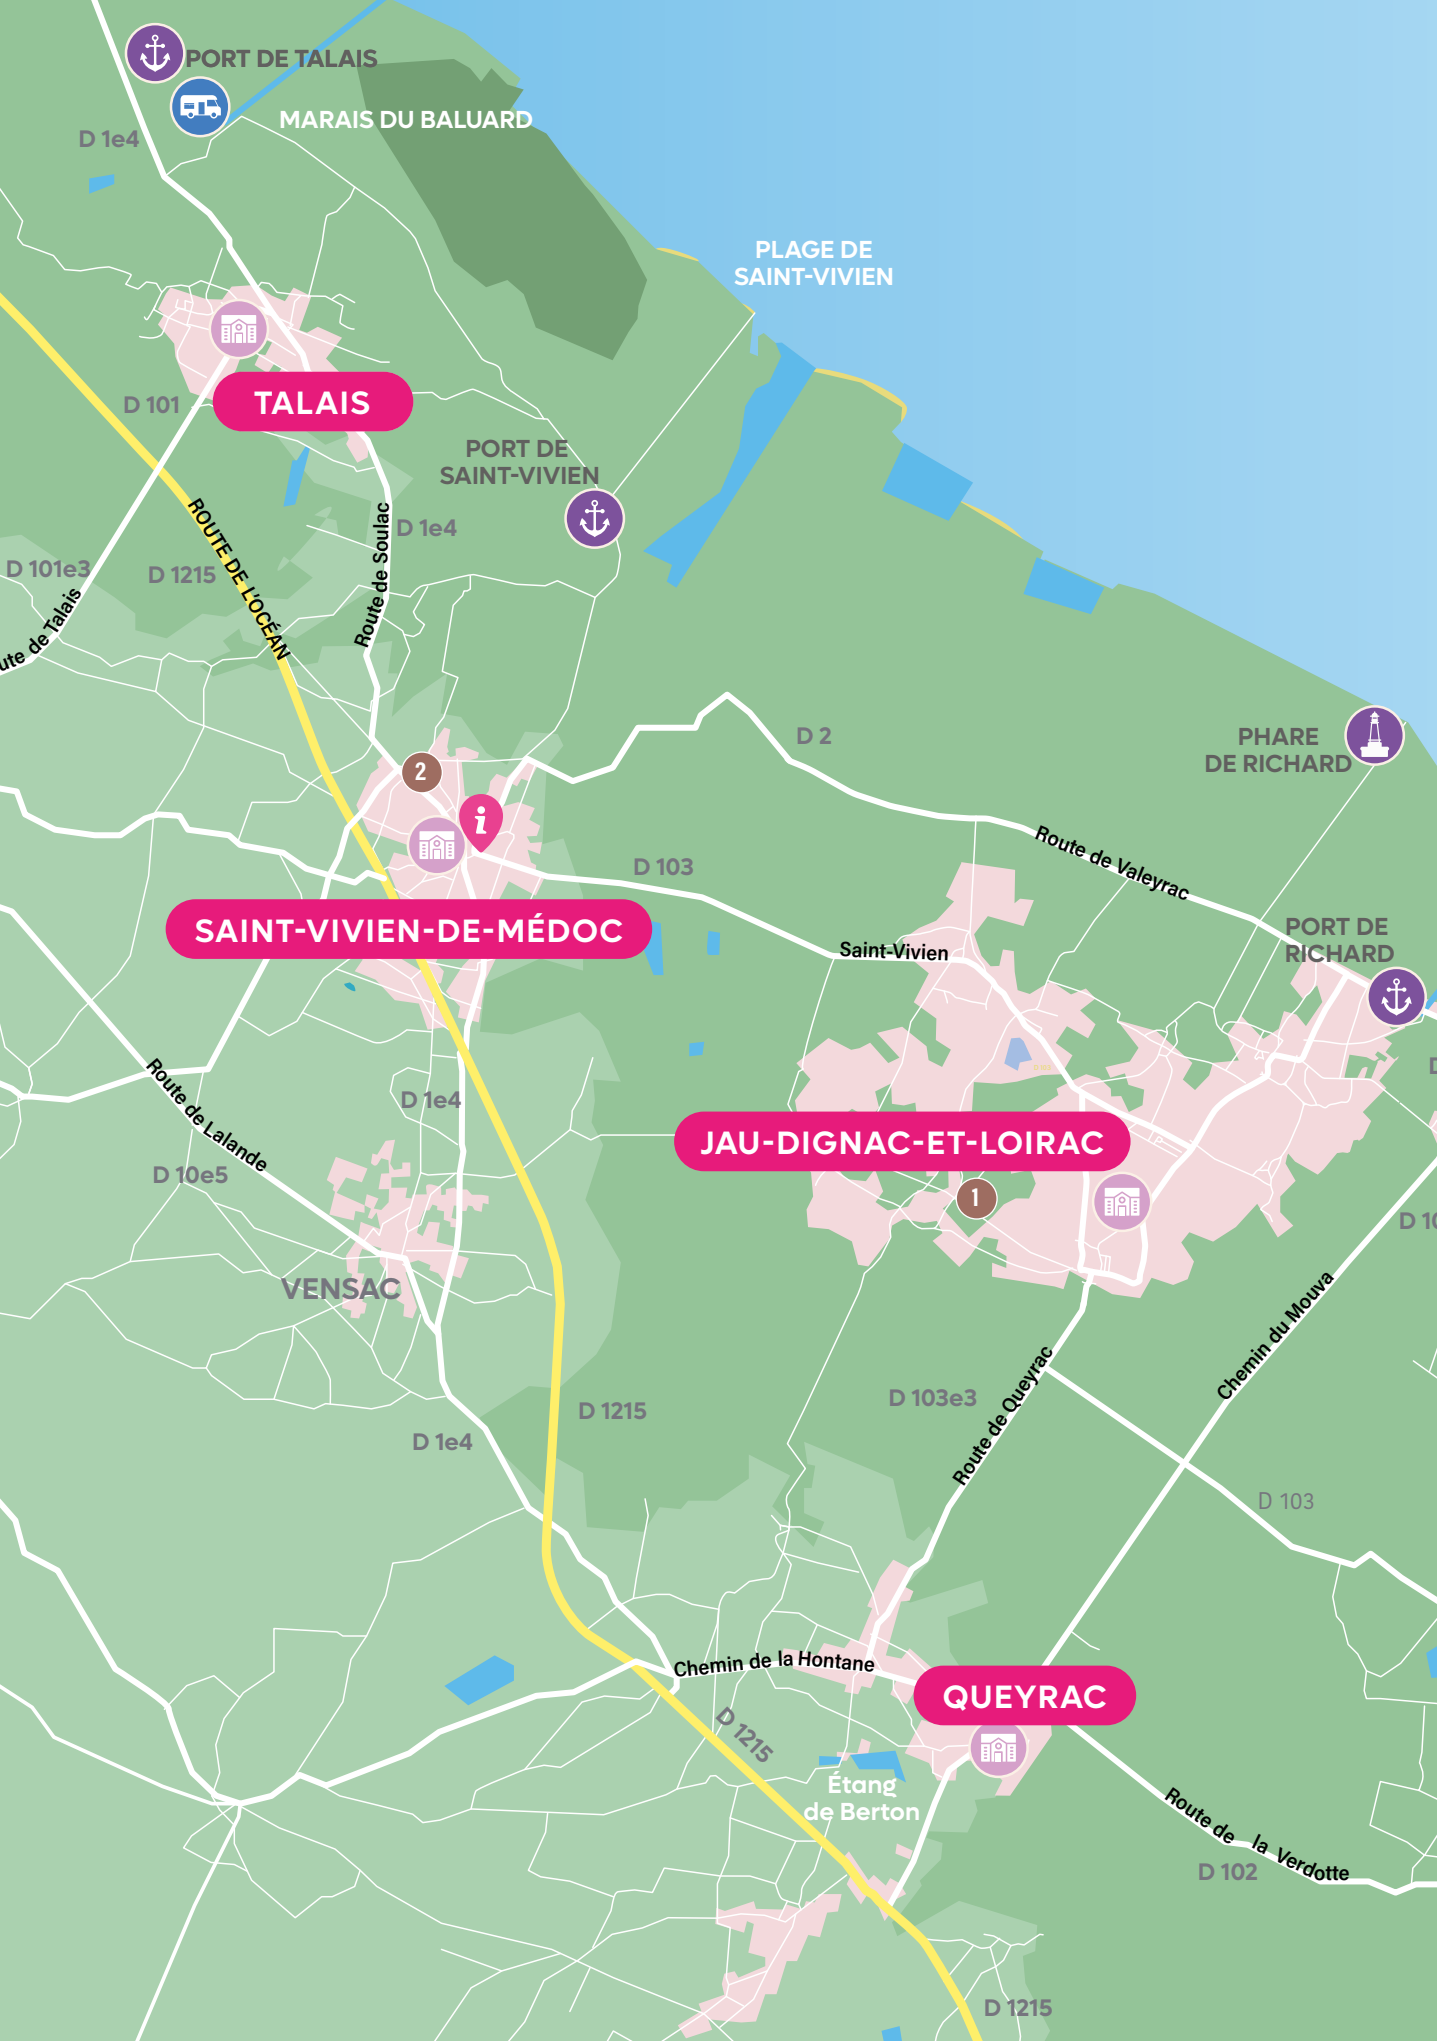 PORT DE TALAIS
MARAIS DU BALUARD
D 1e4
PLAGE DE
SAINT-VIVIEN
TALAIS
D 101
PORT DE
SAINT-VIVIEN
ROUTE DE L'OCÉAN
Route de Soulac
D 1e4
D 101e3
D 1215
ute de Talais
2
D 2
PHARE
DE RICHARD
i
Route de Valeyrac
D 103
SAINT-VIVIEN-DE-MÉDOC
Saint-Vivien
PORT DE
RICHARD
Route de Lalande
D 1e4
D 10e5
JAU-DIGNAC-ET-LOIRAC
1
D 10
VENSAC
Chemin du Mouva
Route de Queyrac
D 103e3
D 1215
D 1e4
D 103
Chemin de la Hontane
QUEYRAC
D 1215
Étang
de Berton
Route de la Verdotte
D 102
D 1215